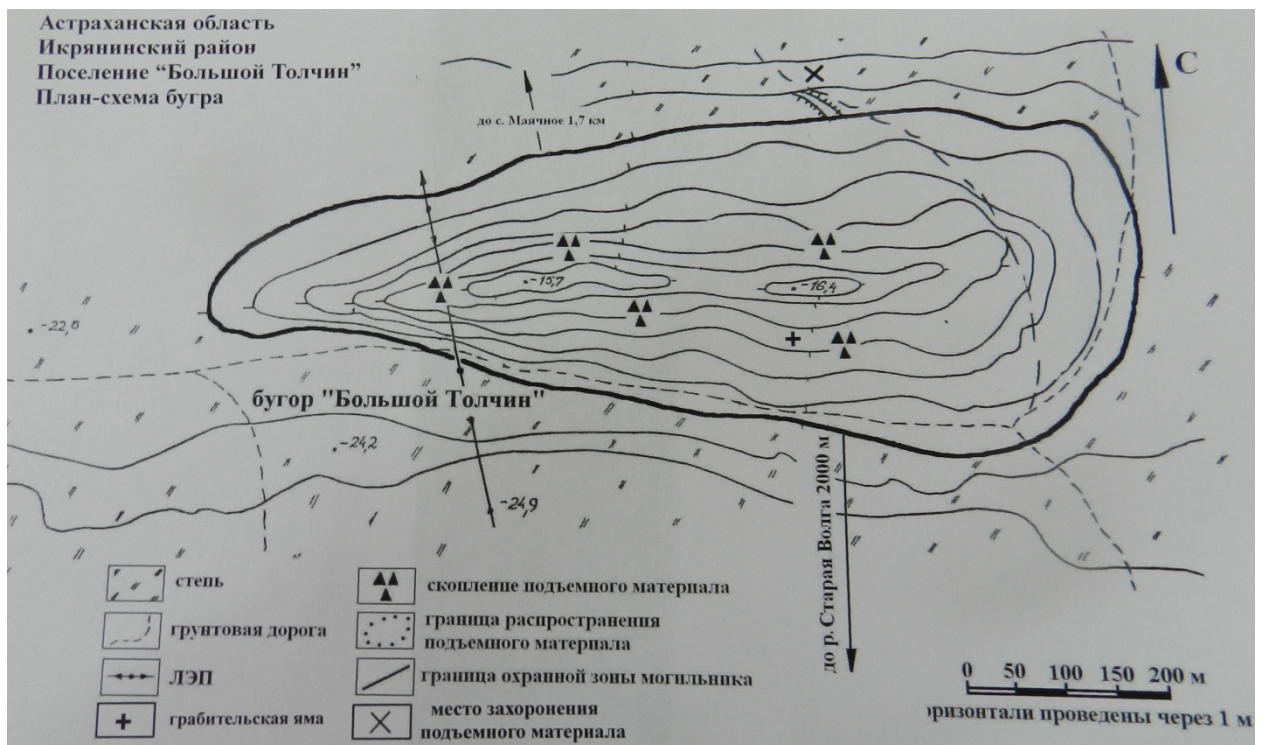 Астраханская область
Икрянинский район
Поселение “Большой Толчин”
План-схема бугра
С
до с. Маячное 1,7 км
-15,7
-16,4
-22,6
бугор "Большой Толчин"
-24,2
-24,9
до р. Старая Волга 2000 м
степь
грунтовая дорога
ЛЭП
грабительская яма
скопление подъемного материала
граница распространения
подъемного материала
граница охранной зоны могильника
место захоронения
подъемного материала
0 50 100 150 200 м
оризонтали проведены через 1 м